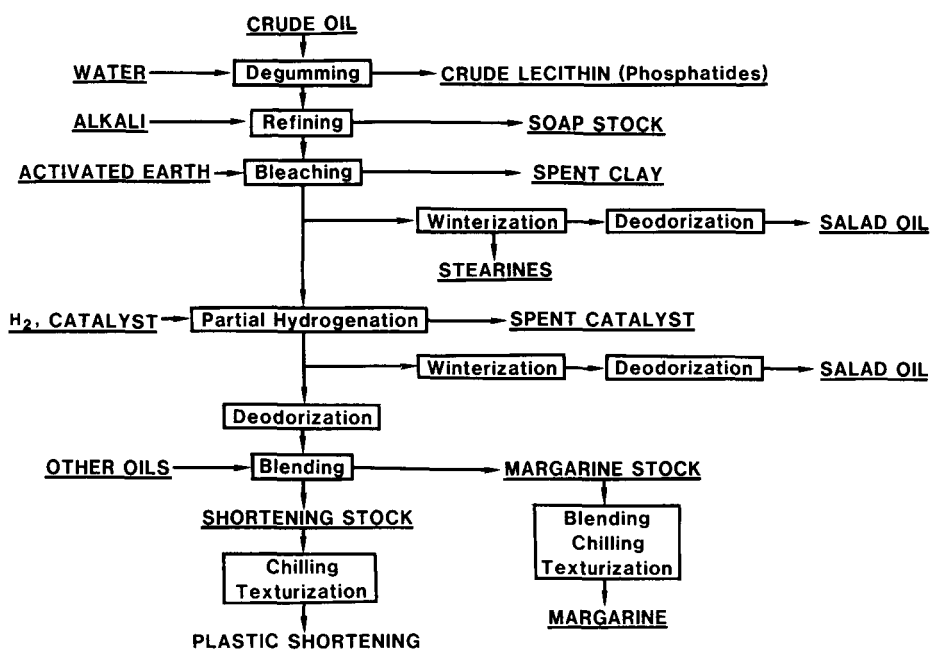 CRUDE OIL
WATER Degumming CRUDE LECITHIN (Phosphatides)
ALKALI Refining SOAP STOCK
ACTIVATED EARTH Bleaching SPENT CLAY
Winterization Deodorization SALAD OIL
STEARINES
H₂, CATALYST Partial Hydrogenation SPENT CATALYST
Winterization Deodorization SALAD OIL
Deodorization
OTHER OILS Blending MARGARINE STOCK
SHORTENING STOCK
Blending
Chilling
Texturization
Chilling
Texturization
MARGARINE
PLASTIC SHORTENING